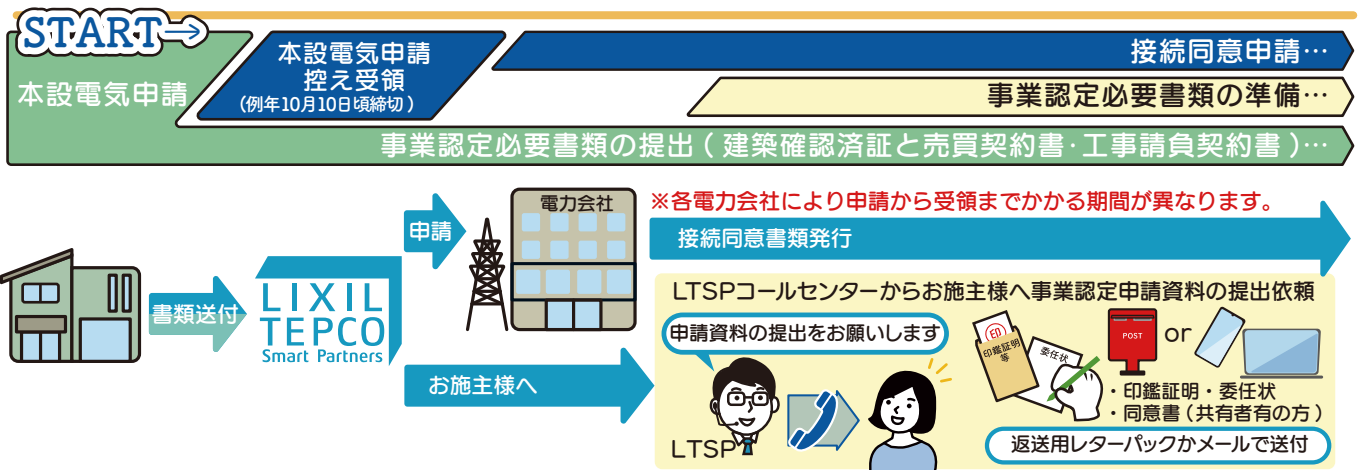 START
本設電気申請
本設電気申請
控え受領
(例年10月10日頃締切)
接続同意申請…
事業認定必要書類の準備…
事業認定必要書類の提出(建築確認済証と売買契約書・工事請負契約書)…
書類送付
LIXIL
TEPCO
Smart Partners
申請
電力会社
※各電力会社により申請から受領までかかる期間が異なります。
接続同意書類発行
お施主様へ
LTSPコールセンターからお施主様へ事業認定申請資料の提出依頼
申請資料の提出をお願いします
LTSP
印
印鑑証明
等
委任状
POST
or
・印鑑証明・委任状
・同意書(共有者有の方)
返送用レターパックかメールで送付